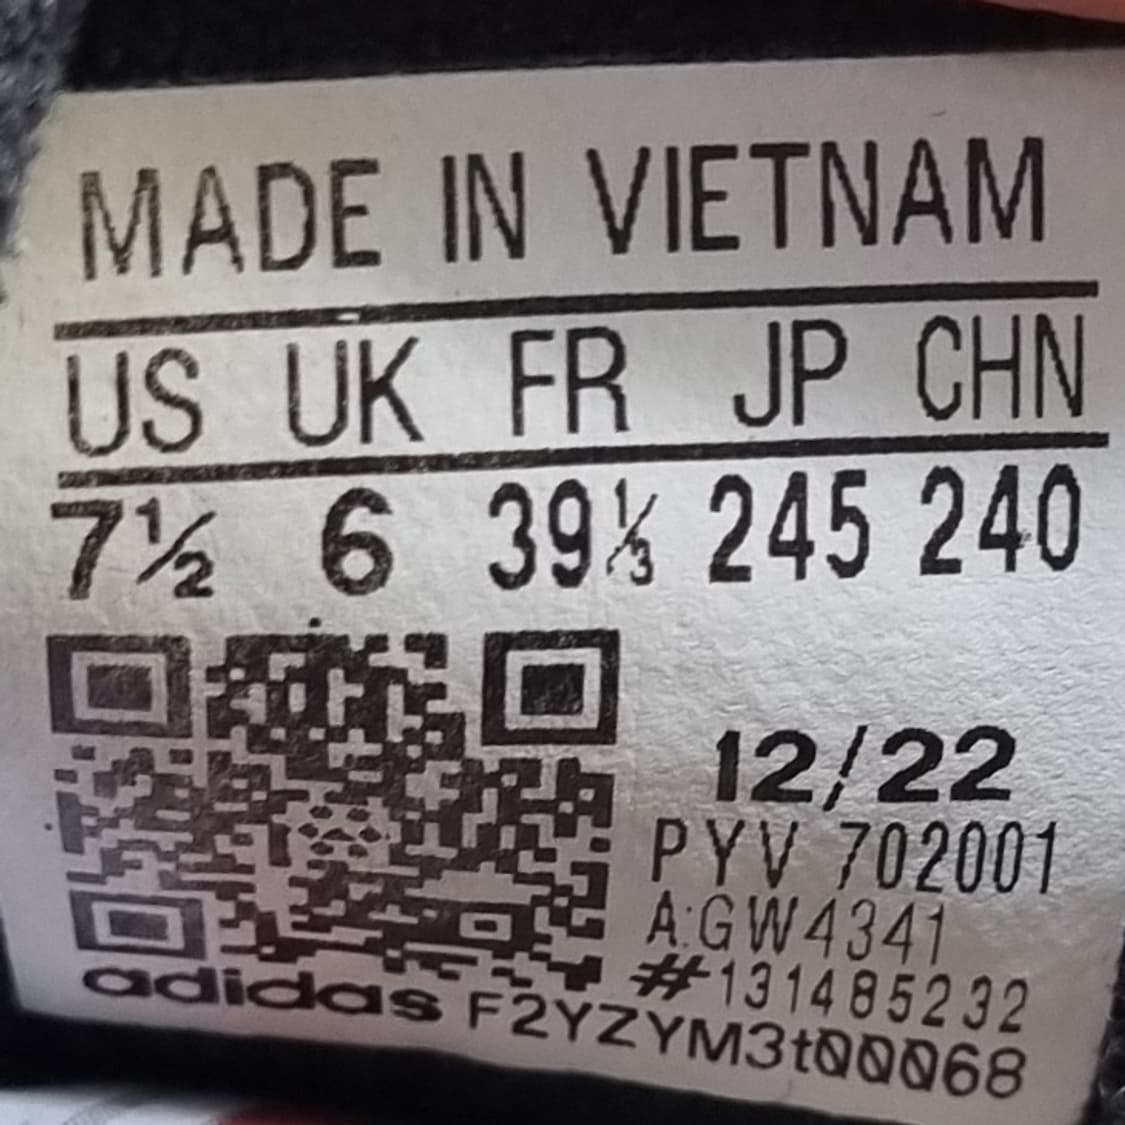 MADE IN VIETNAM
US UK FR JP CHN
7½ 6 39⅓ 245 240
12/22
PYV 702001
A:GW4341
#131485232
adidas F2YZYM3t00068